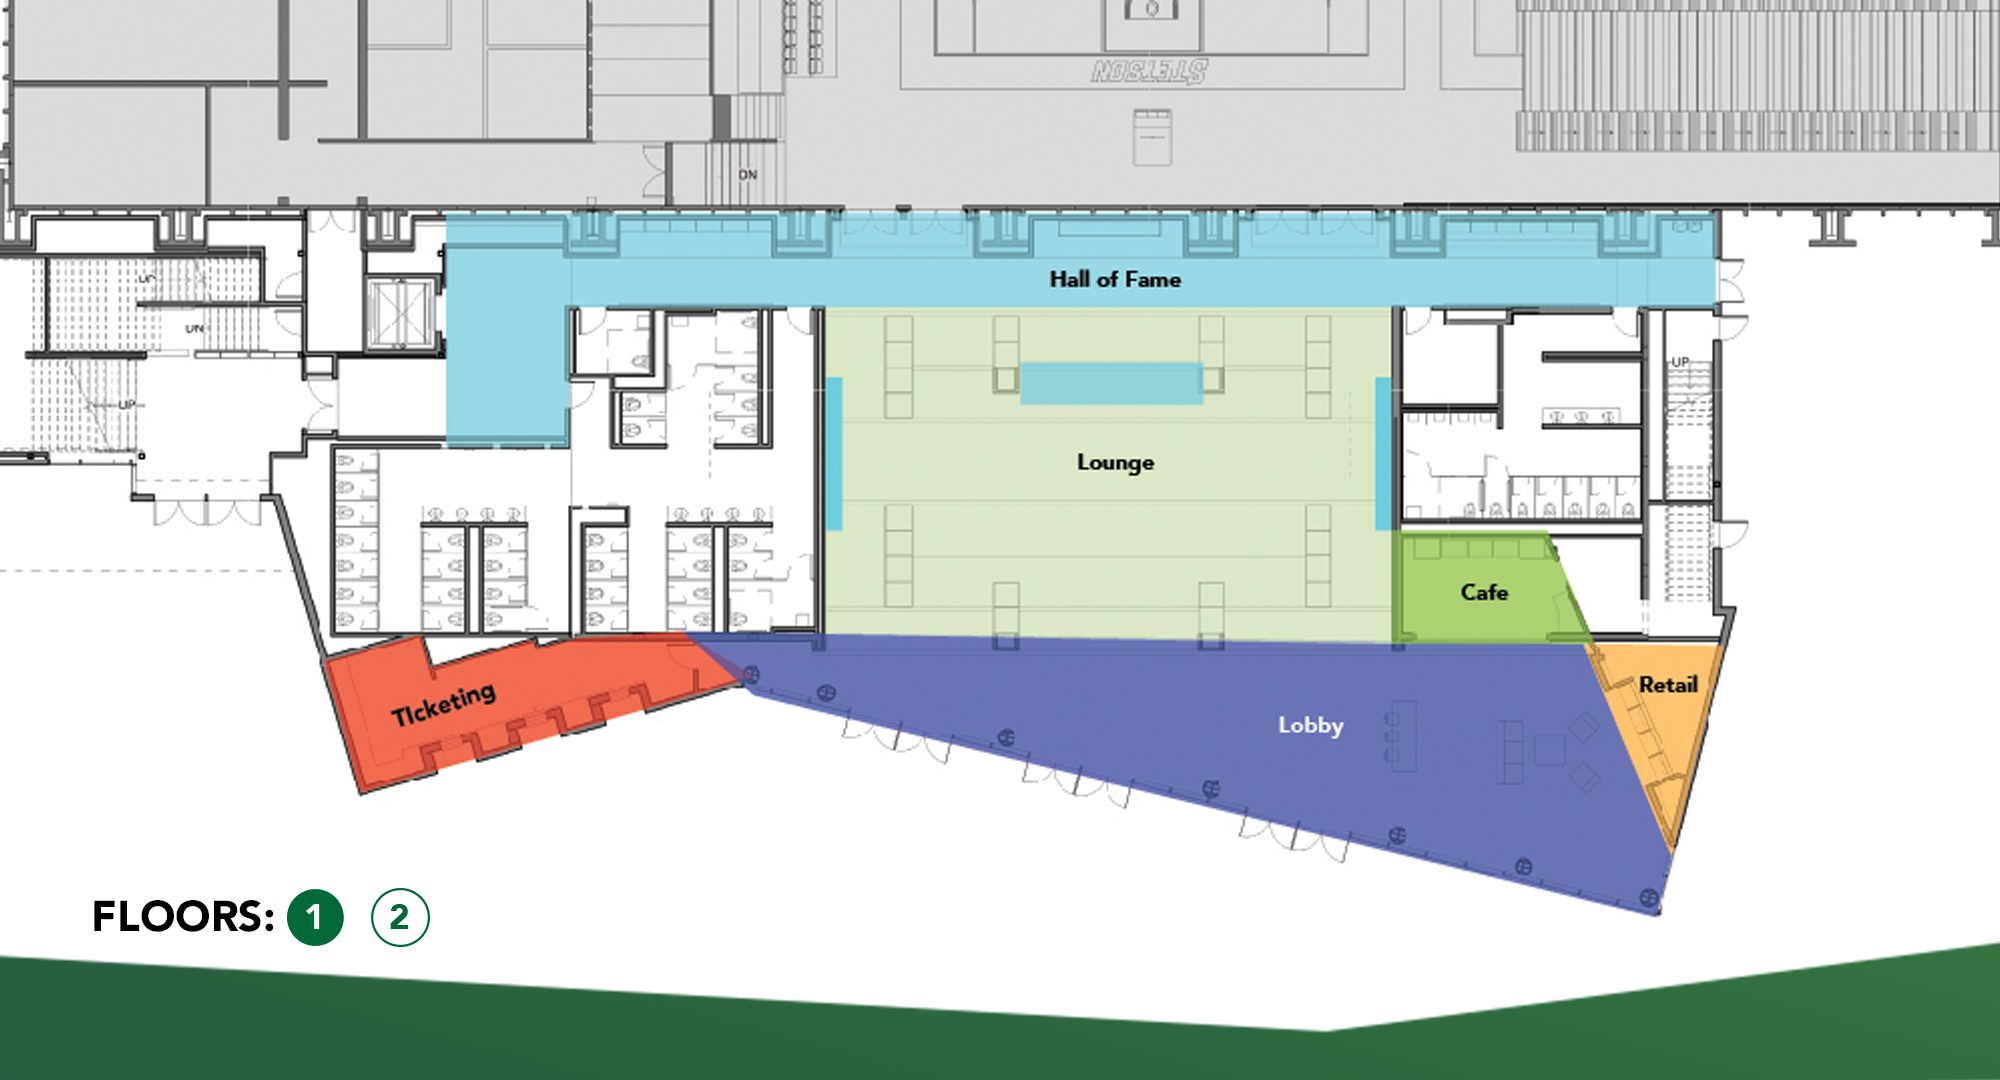 STETSON
DN
UP
Hall of Fame
DN
UP
UP
Lounge
Cafe
TIcketing
Retail
Lobby
FLOORS: 1 2